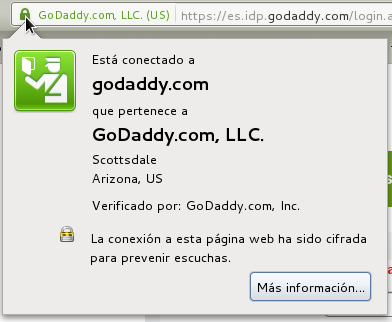 GoDaddy.com, LLC. (US) https://es.idp.godaddy.com/login.
Está conectado a
godaddy.com
que pertenece a
GoDaddy.com, LLC.
Scottsdale
Arizona, US
Verificado por: GoDaddy.com, Inc.
La conexión a esta página web ha sido cifrada
para prevenir escuchas.
Más información...